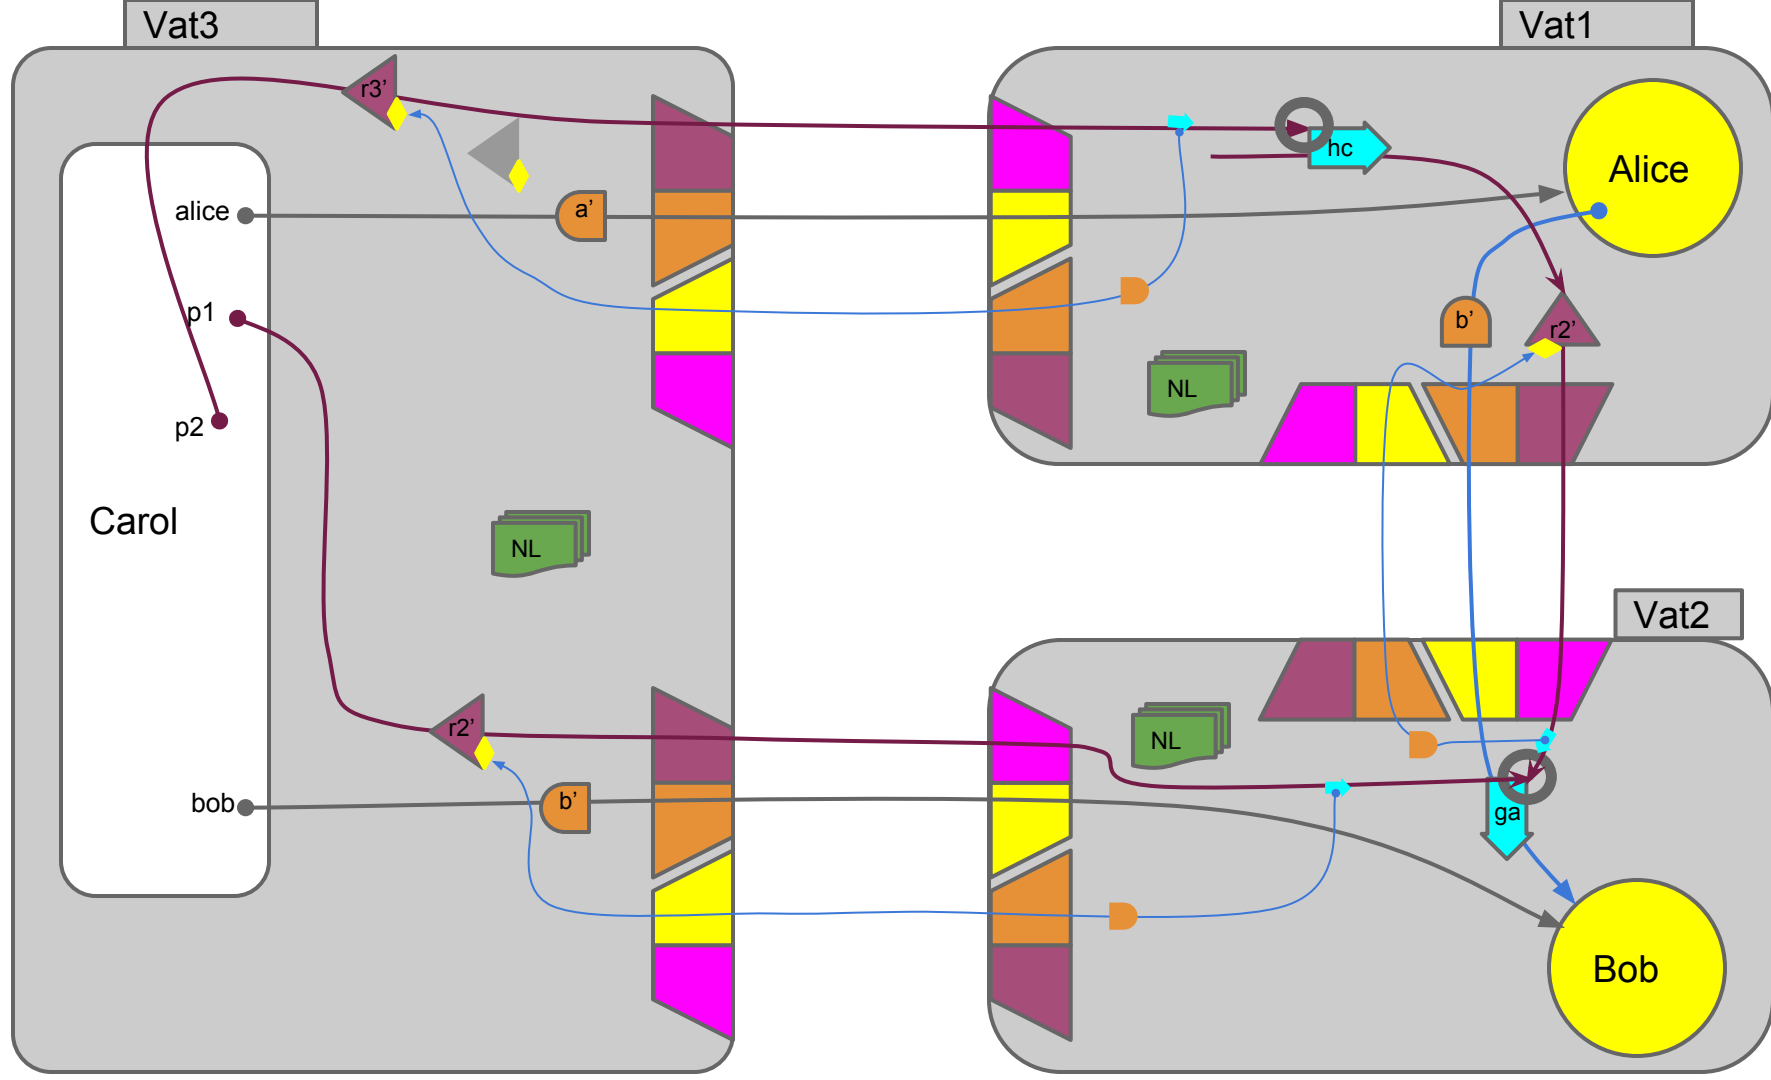 Vat3
Vat1
r3’
hc
Alice
alice
a’
p1
b’
r2’
NL
p2
Carol
NL
Vat2
r2’
NL
bob
b’
ga
Bob